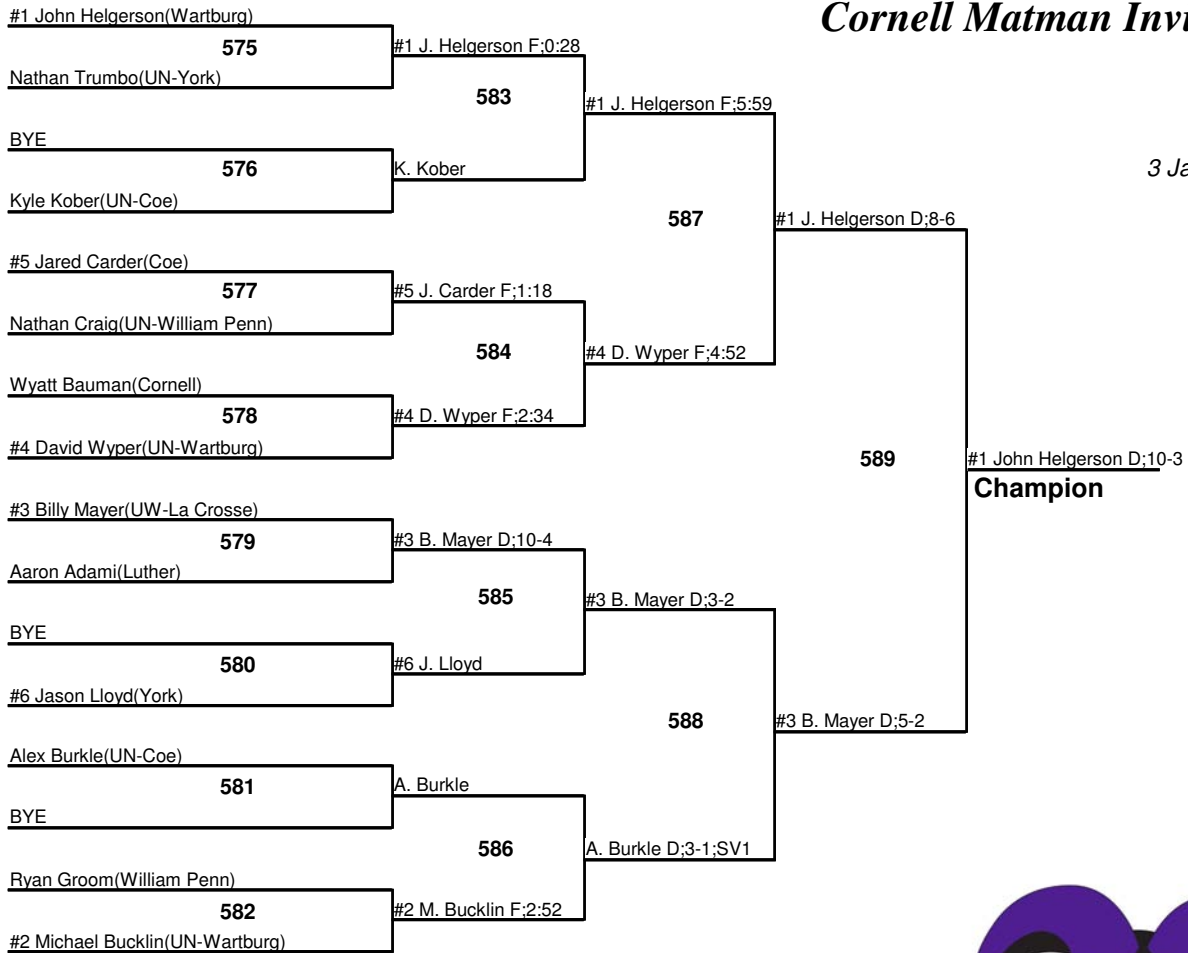 Cornell Matman Invi
3 Ja
#1 John Helgerson(Wartburg)
575
Nathan Trumbo(UN-York)
BYE
576
Kyle Kober(UN-Coe)
#5 Jared Carder(Coe)
577
Nathan Craig(UN-William Penn)
Wyatt Bauman(Cornell)
578
#4 David Wyper(UN-Wartburg)
#3 Billy Mayer(UW-La Crosse)
579
Aaron Adami(Luther)
BYE
580
#6 Jason Lloyd(York)
Alex Burkle(UN-Coe)
581
BYE
Ryan Groom(William Penn)
582
#2 Michael Bucklin(UN-Wartburg)
#1 J. Helgerson F;0:28
583
K. Kober
#5 J. Carder F;1:18
584
#4 D. Wyper F;2:34
#3 B. Mayer D;10-4
585
#6 J. Lloyd
A. Burkle
586
#2 M. Bucklin F;2:52
#1 J. Helgerson F;5:59
587
#4 D. Wyper F;4:52
#3 B. Mayer D;3-2
588
A. Burkle D;3-1;SV1
#1 J. Helgerson D;8-6
589
#3 B. Mayer D;5-2
#1 John Helgerson D;10-3
Champion